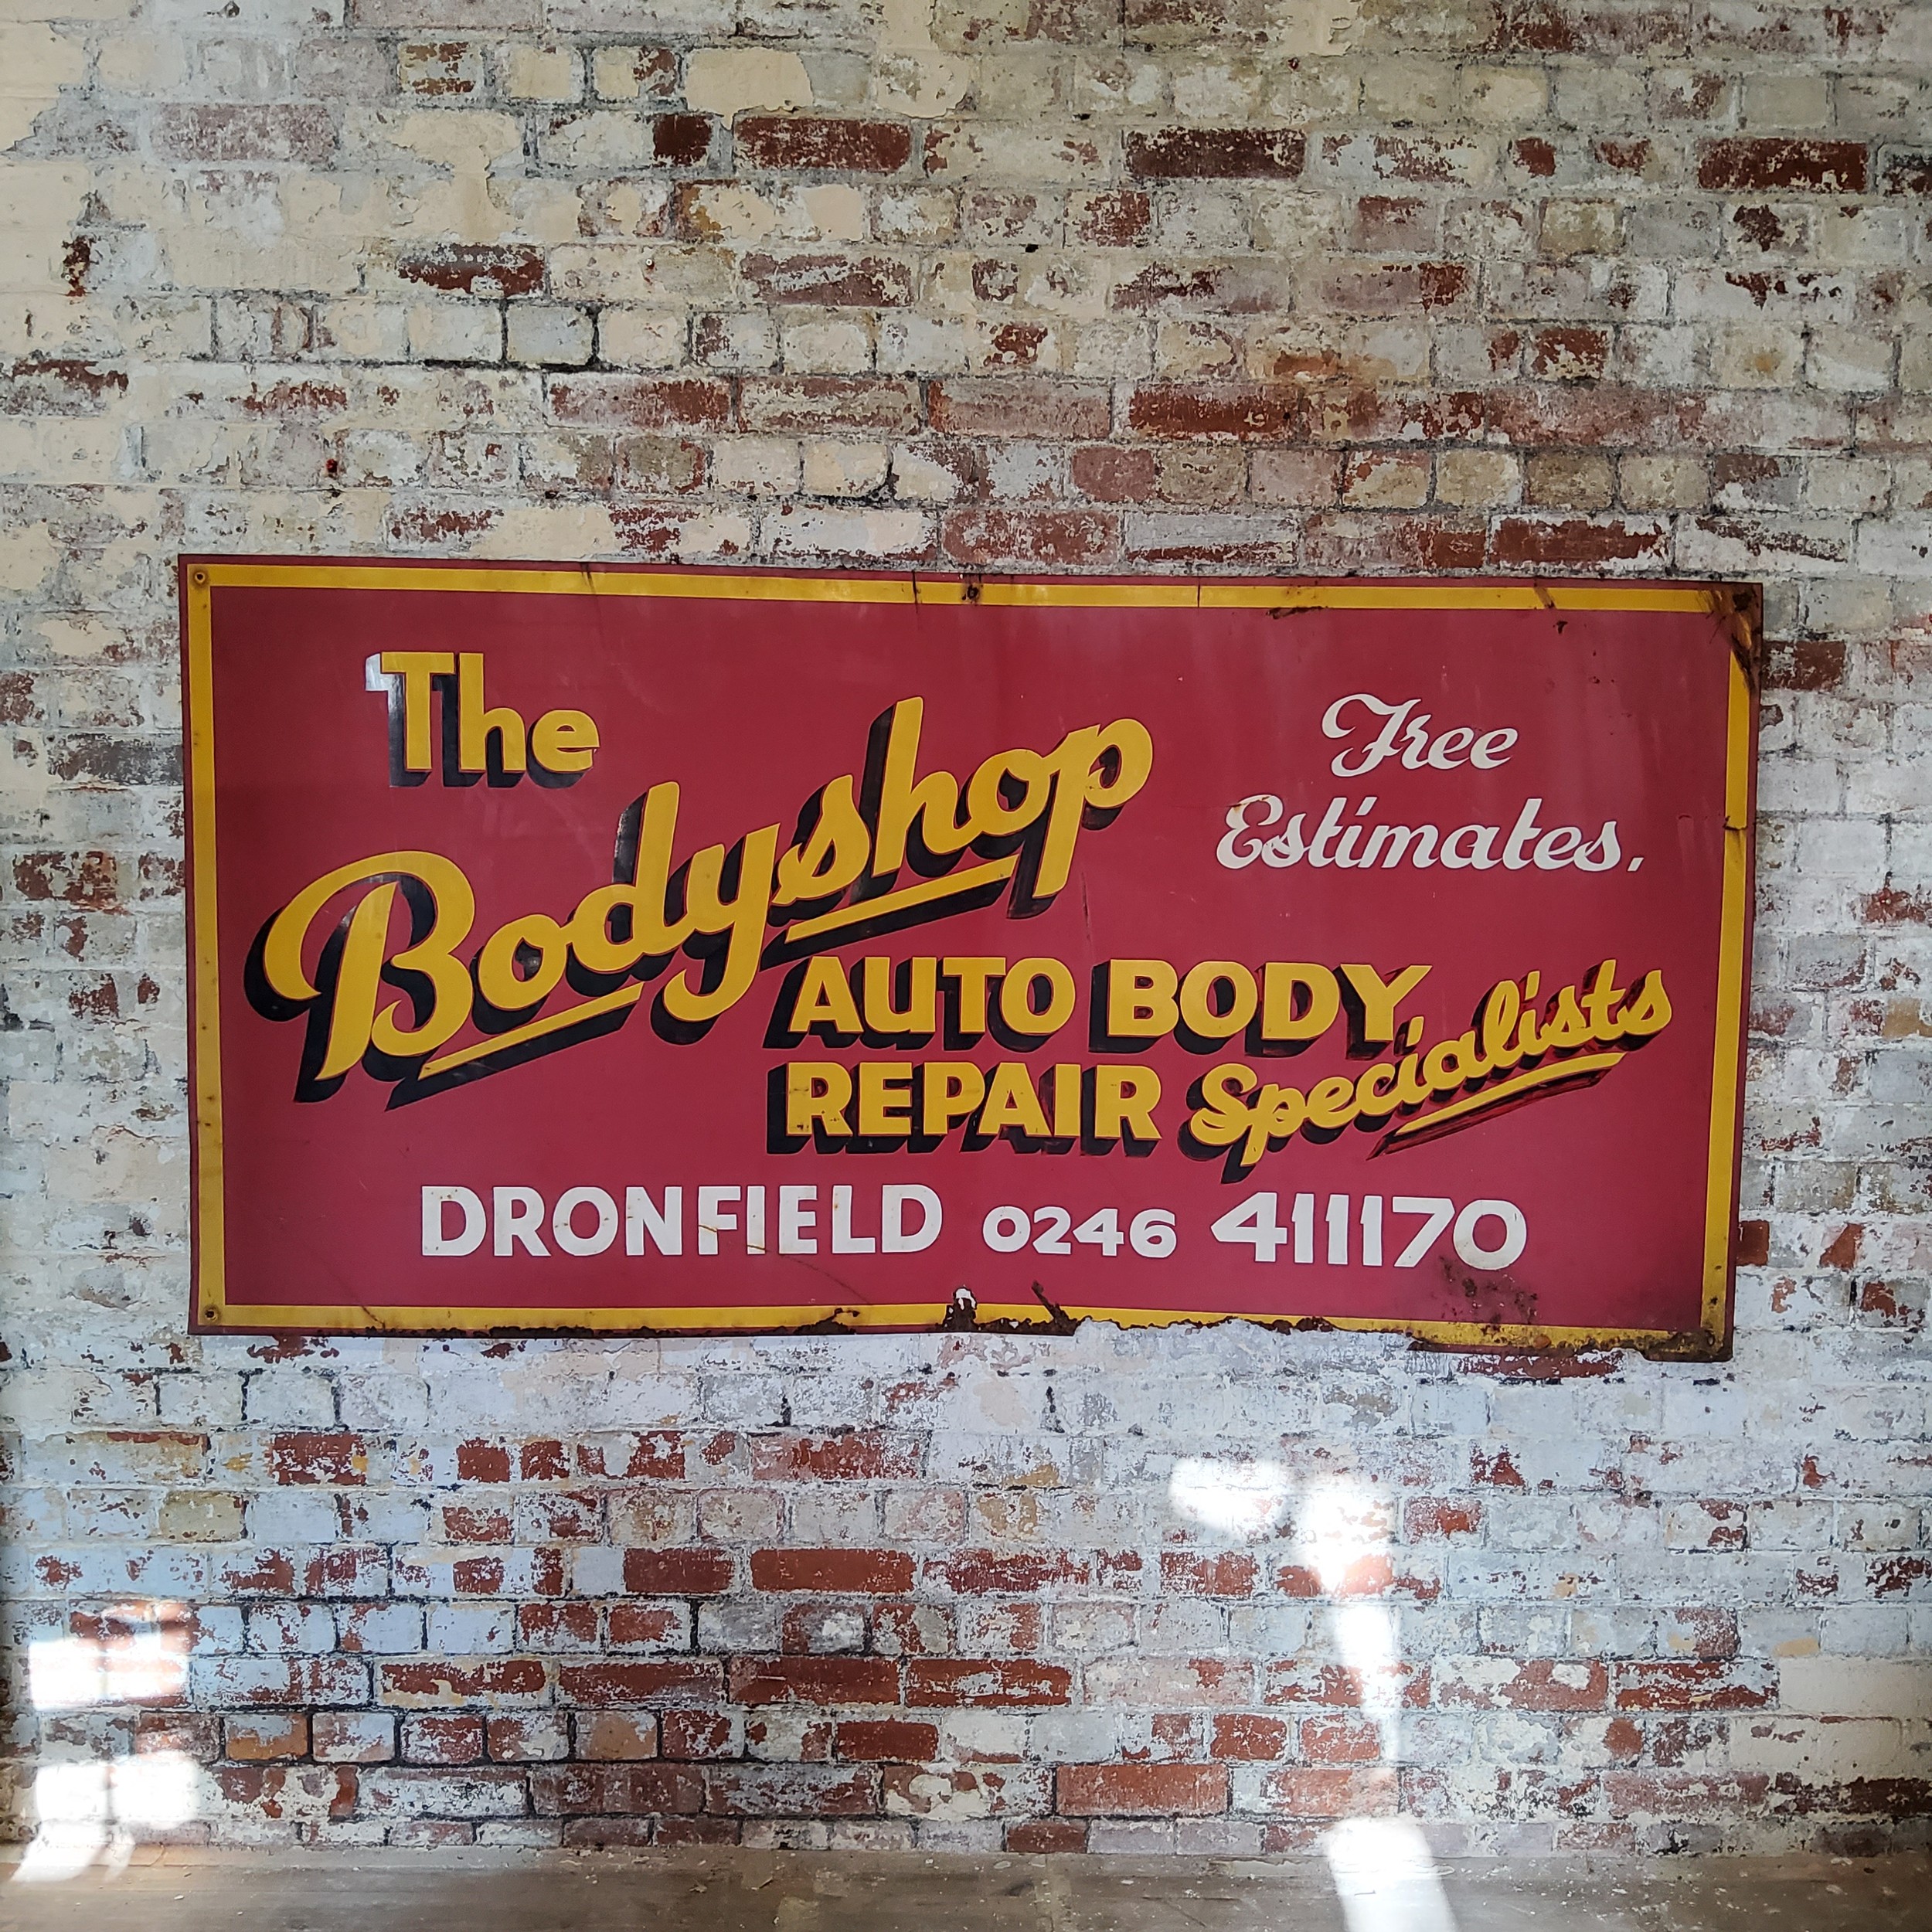 The
Bodyshop
Free
Estimates.
AUTO BODY,
REPAIR Specialists
DRONFIELD 0246 411170